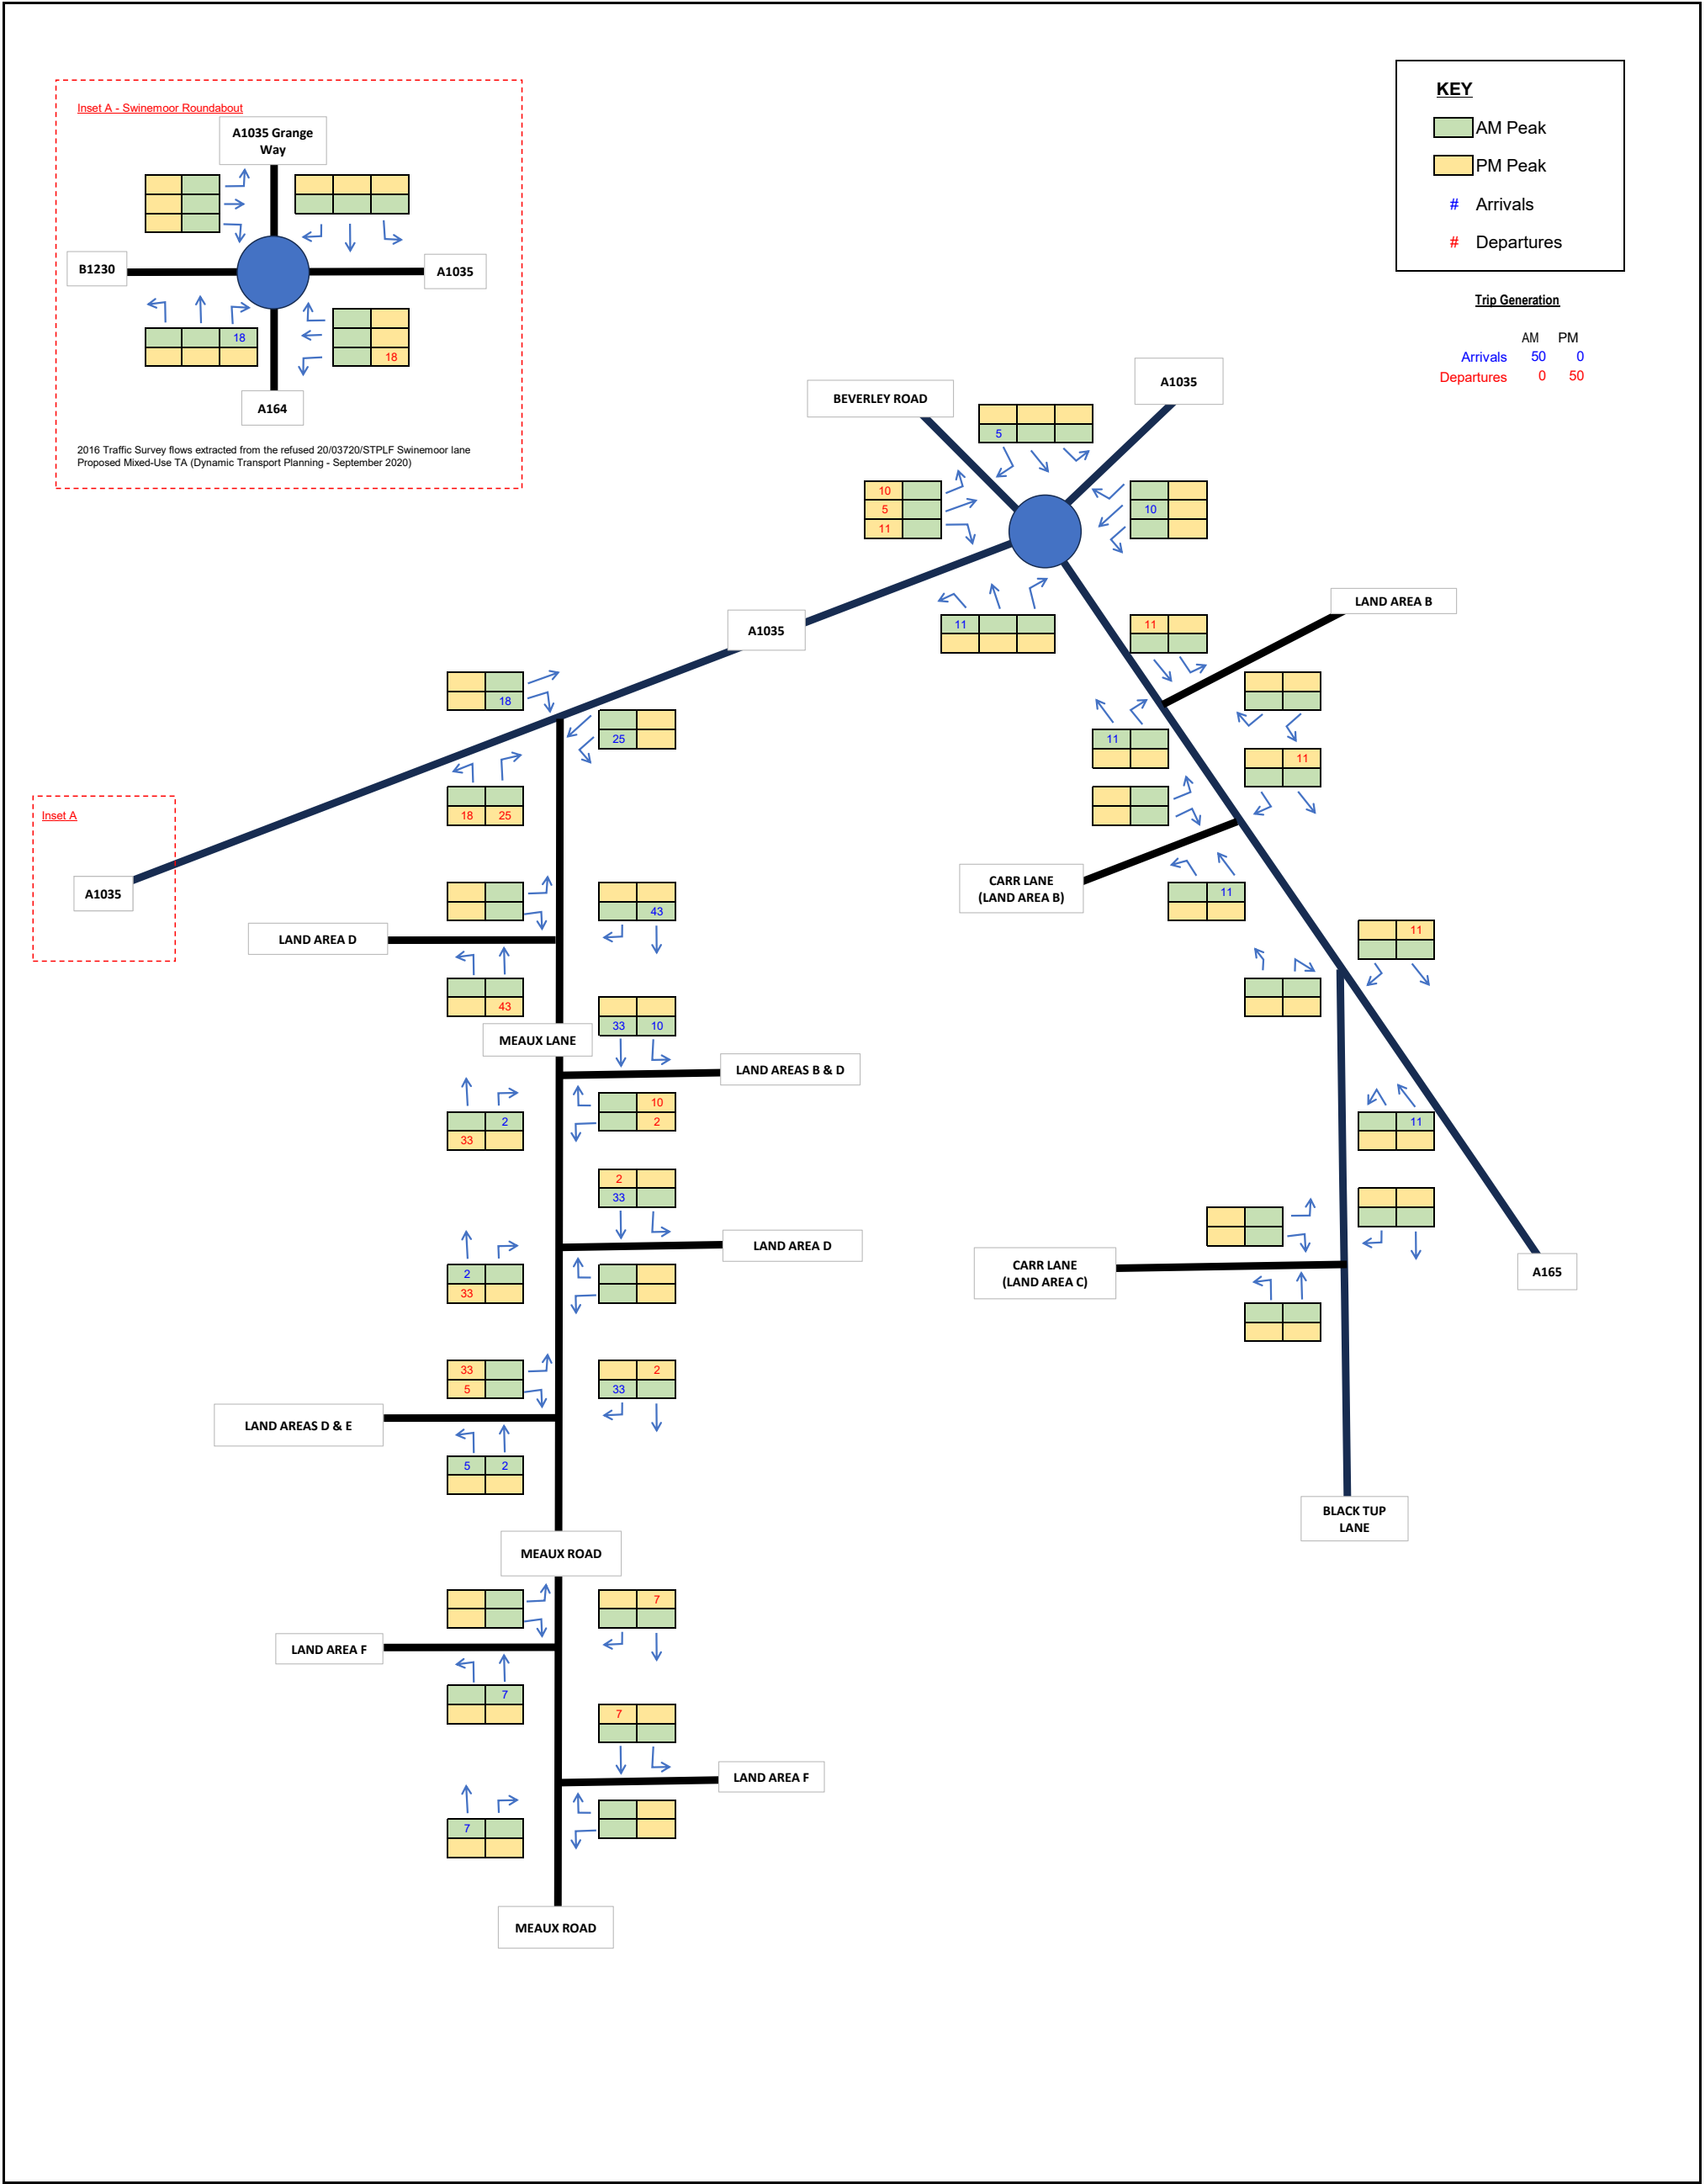 Inset A - Swinemoor Roundabout
A1035 Grange
Way
B1230
A1035
18
18
A164
2016 Traffic Survey flows extracted from the refused 20/03720/STPLF Swinemoor lane
Proposed Mixed-Use TA (Dynamic Transport Planning - September 2020)
KEY
AM Peak
PM Peak
# Arrivals
# Departures
Trip Generation
AM PM
Arrivals 50 0
Departures 0 50
BEVERLEY ROAD
A1035
5
10
5
11
10
11
A1035
11
LAND AREA B
11
11
CARR LANE
(LAND AREA B)
11
18
25
18 25
Inset A
A1035
11
11
CARR LANE
(LAND AREA C)
A165
BLACK TUP
LANE
43
LAND AREA D
43
MEAUX LANE
33 10
LAND AREAS B & D
2
33
10
2
2
33
LAND AREA D
2
33
33
5
2
33
LAND AREAS D & E
5 2
MEAUX ROAD
7
LAND AREA F
7
7
LAND AREA F
7
MEAUX ROAD